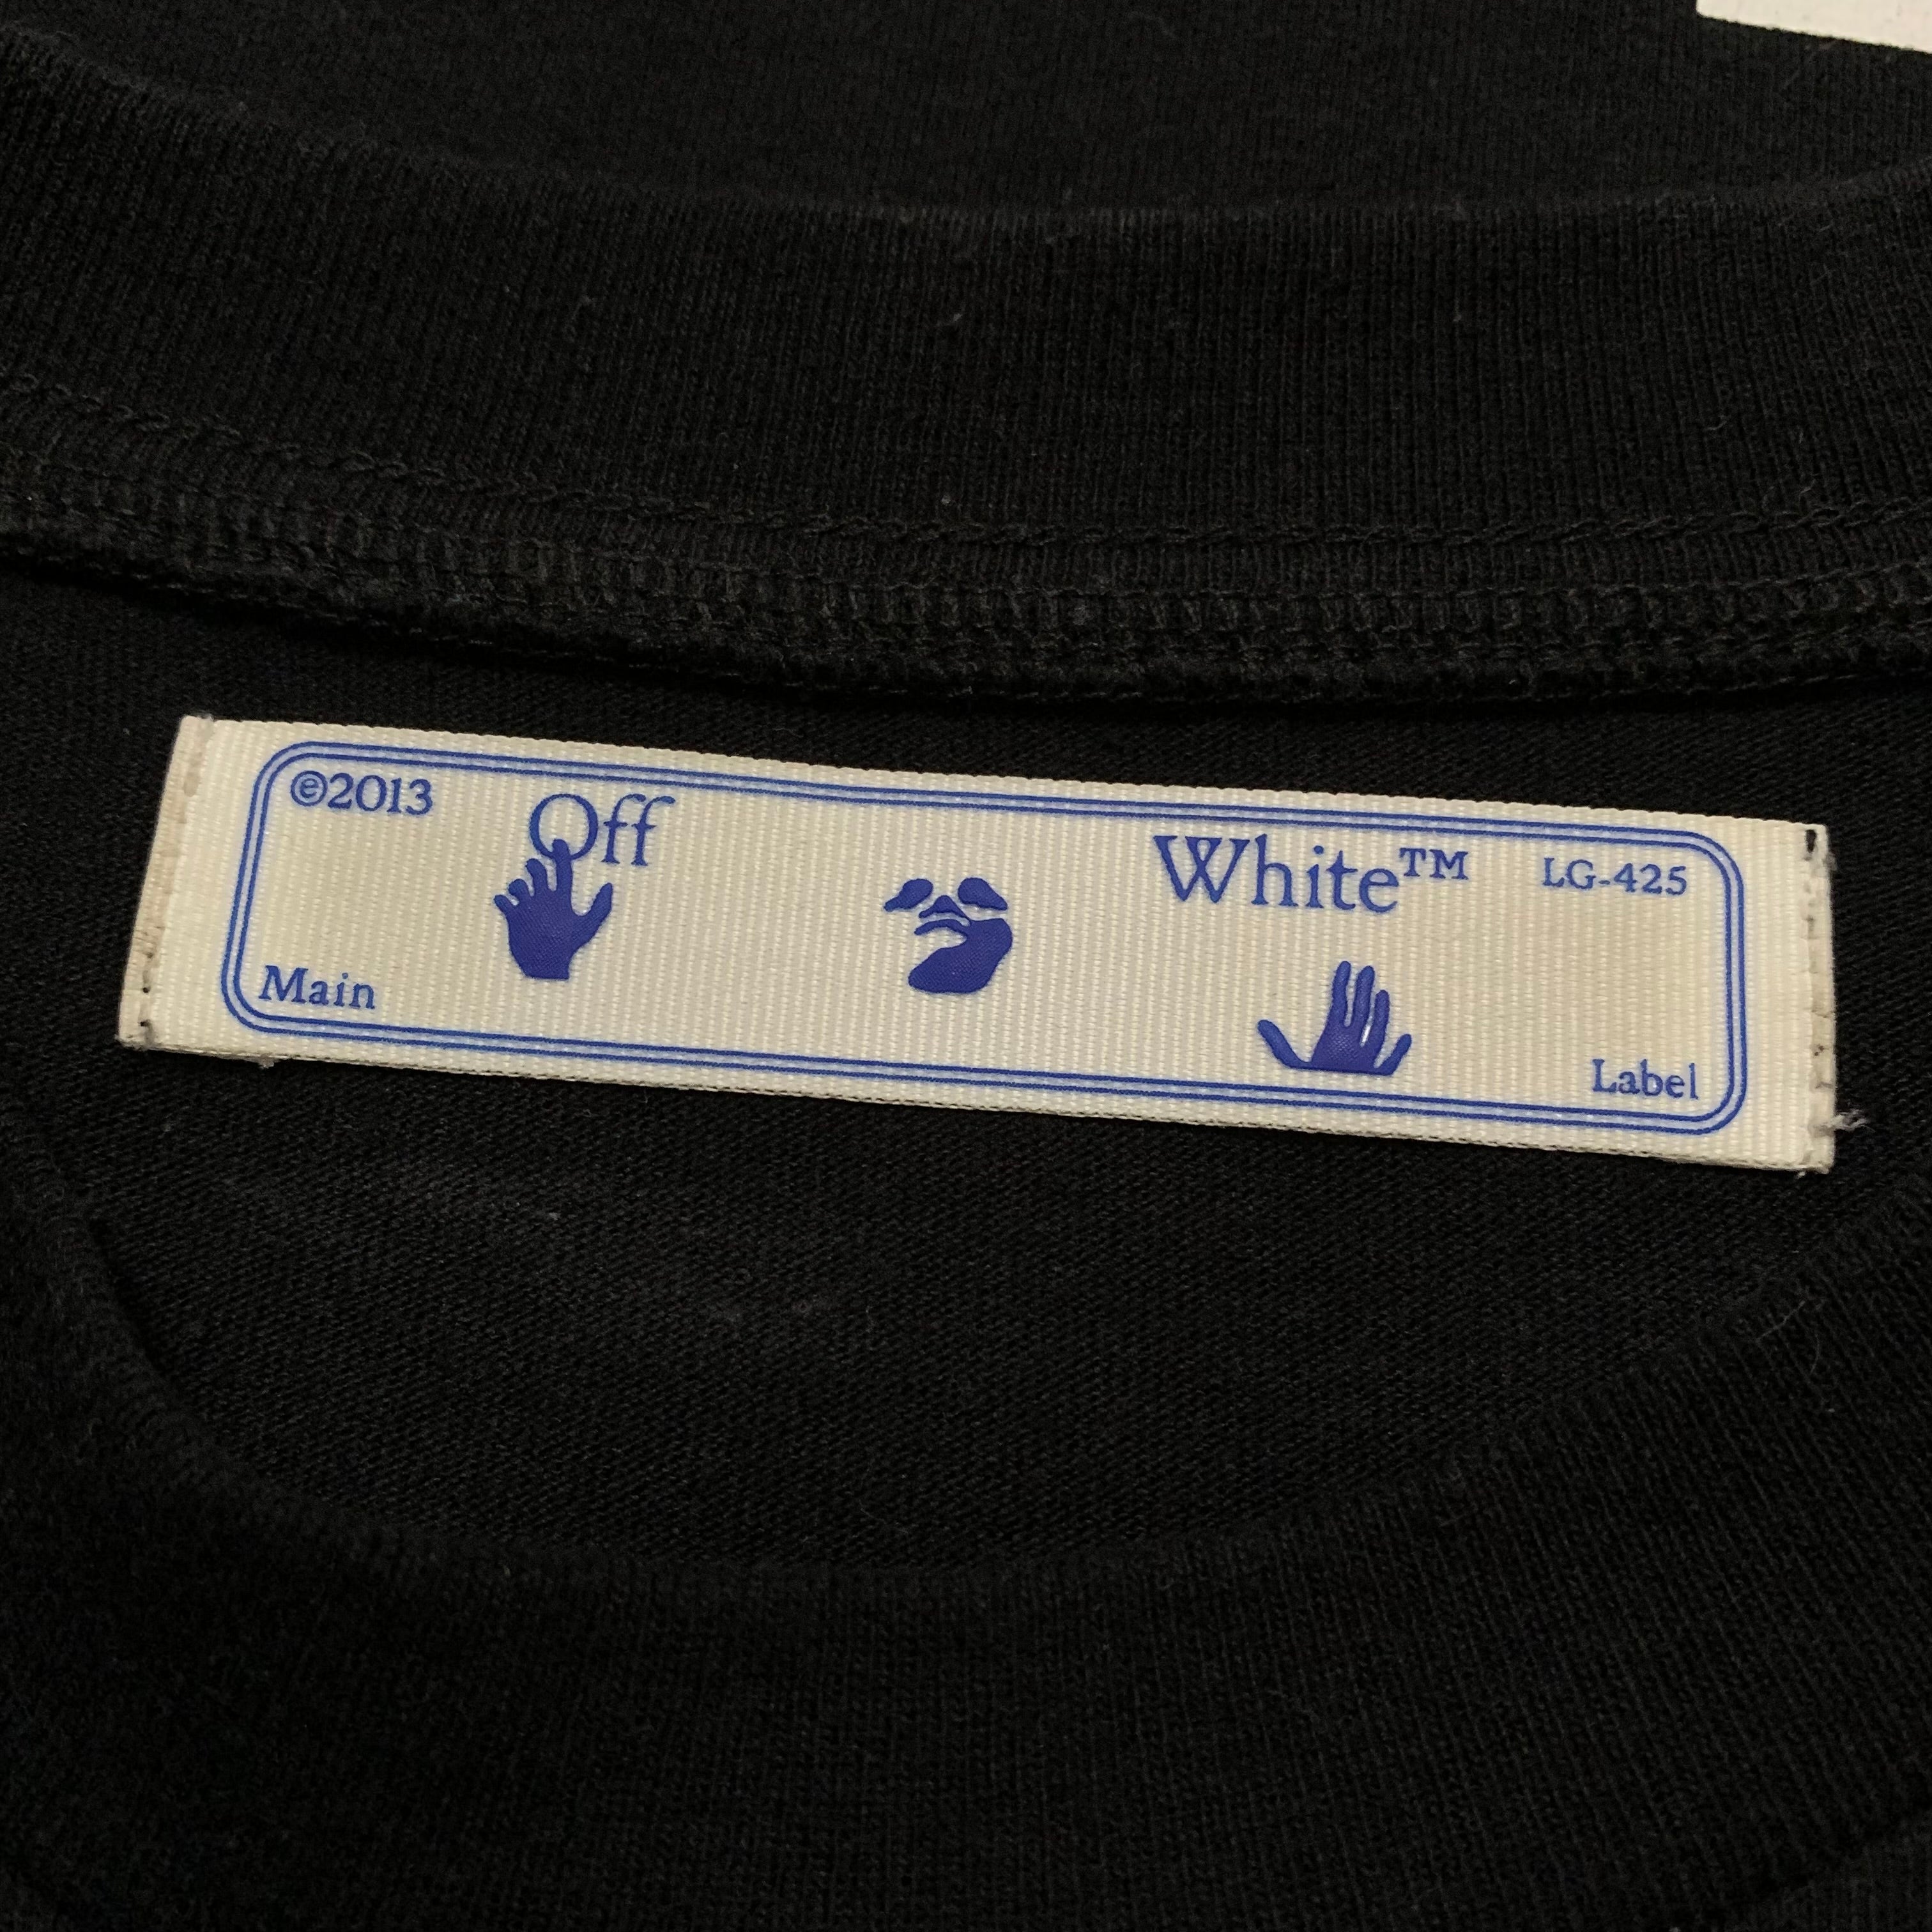 ©2013 Off White™ LG-425
Main Label